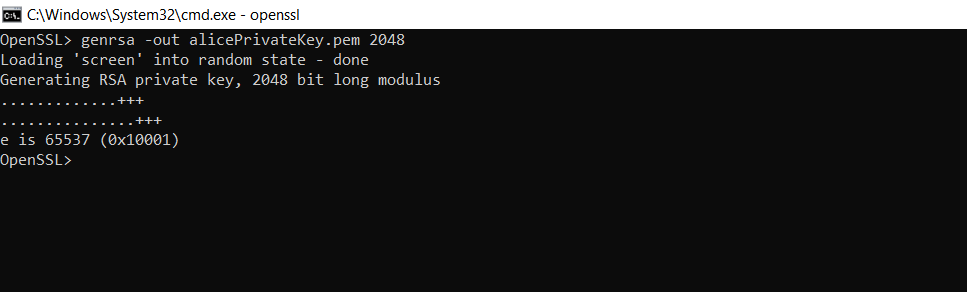 C:\Windows\System32\cmd.exe - openssl
OpenSSL> genrsa -out alicePrivateKey.pem 2048
Loading 'screen' into random state - done
Generating RSA private key, 2048 bit long modulus
.............+++
...............+++
e is 65537 (0x10001)
OpenSSL>